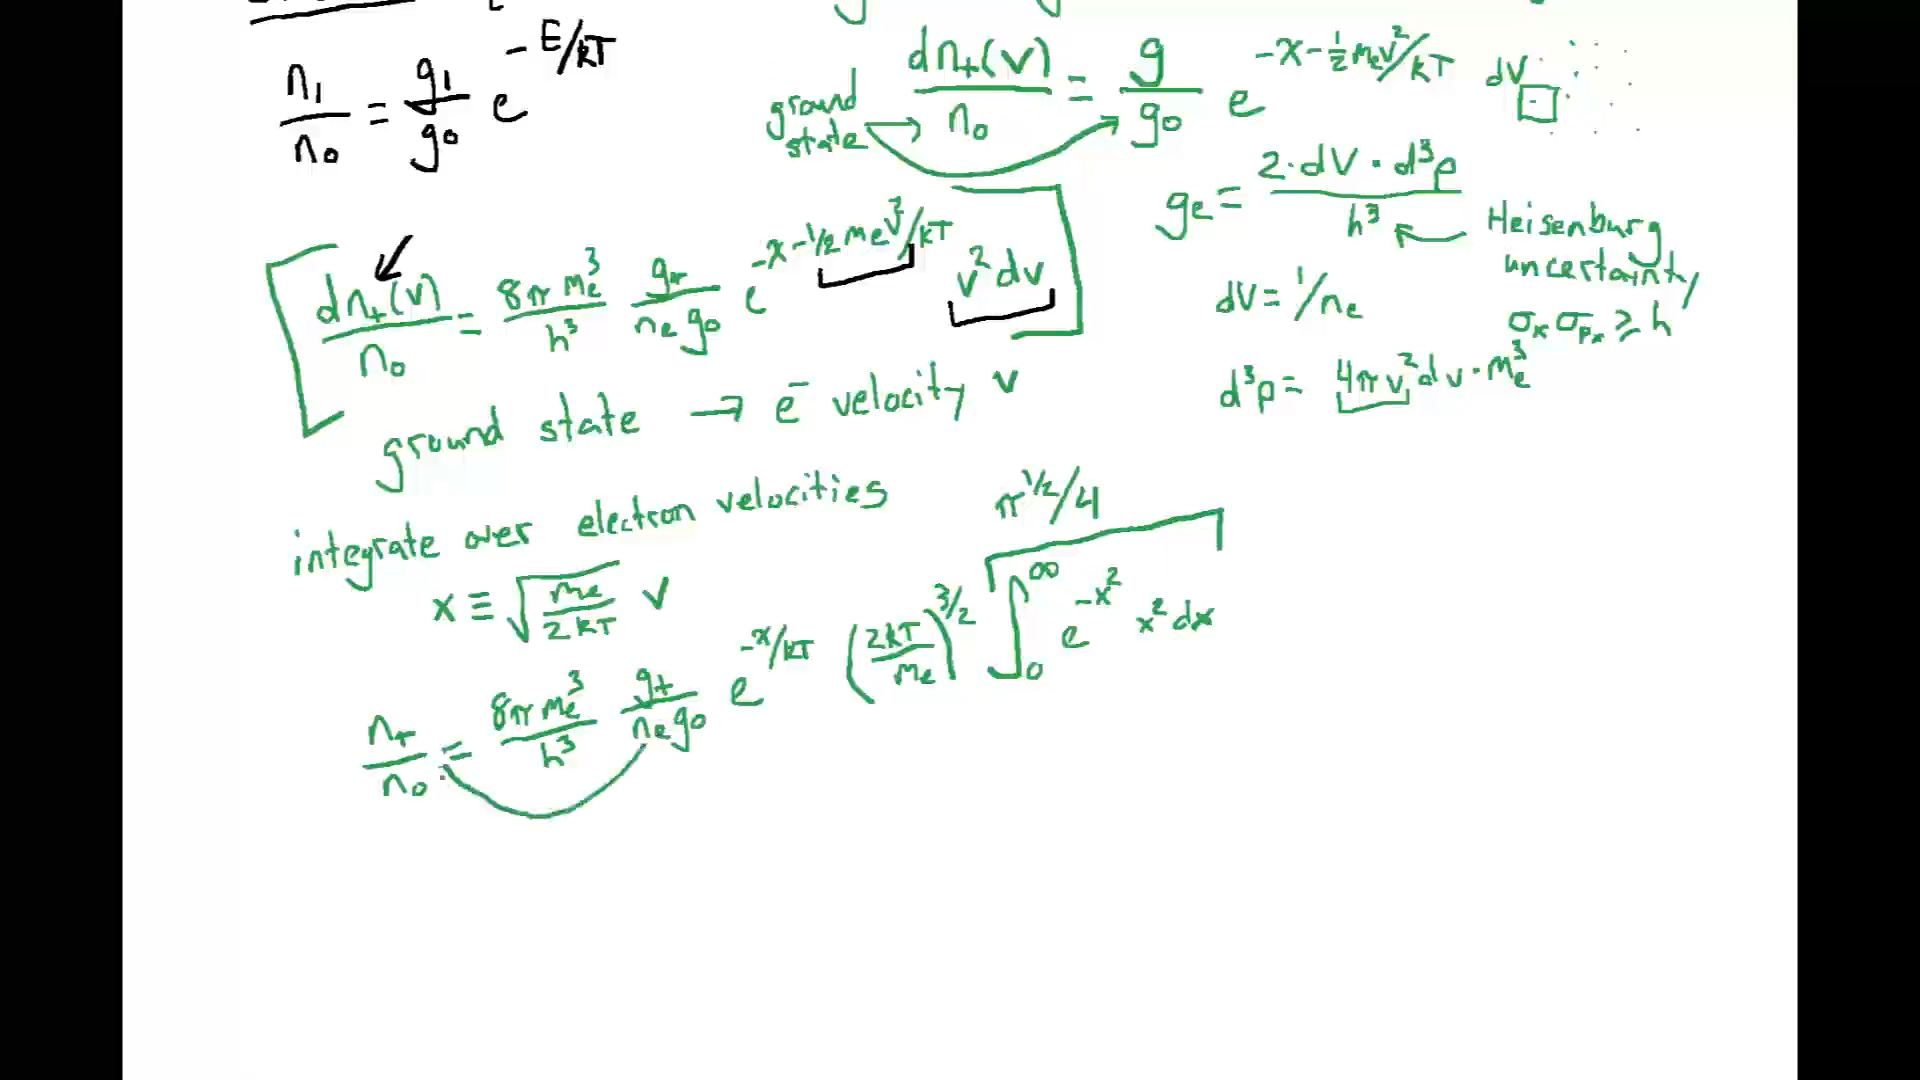 n₁/n₀ = g₁/g₀ e^(-E/kT)
dn₊(v)/n₀ = g/g₀ e^(-χ-½mₑv²/kT)
ground state
dV
gₑ = 2·dV·d³p/h³
Heisenburg uncertainty
σₓ σₚₓ ≥ h
dV = 1/nₑ
d³p = 4πv²dv·mₑ³
dn₊(v)/n₀ = 8πmₑ³/h³ g₊/nₑg₀ e^(-χ-1/2mₑv²/kT) v²dv
ground state → e⁻ velocity v
integrate over electron velocities
x ≡ √(mₑ/2kT) v
π^(1/2)/4
n₊/n₀ = 8πmₑ³/h³ g₊/nₑg₀ e^(-χ/kT) (2kT/mₑ)^(3/2) ∫₀^∞ e^(-x²) x²dx